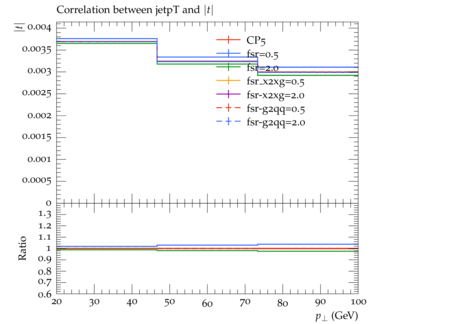 Correlation between jetpT and |t|
|t|
0.004
0.0035
0.003
0.0025
0.002
0.0015
0.001
0.0005
0
CP5
fsr=0.5
fsr=2.0
fsr_x2xg=0.5
fsr-x2xg=2.0
fsr-g2qq=0.5
fsr-g2qq=2.0
Ratio
1.3
1.2
1.1
1
0.9
0.8
0.7
0.6
20 30 40 50 60 70 80 90 100
p⊥ (GeV)